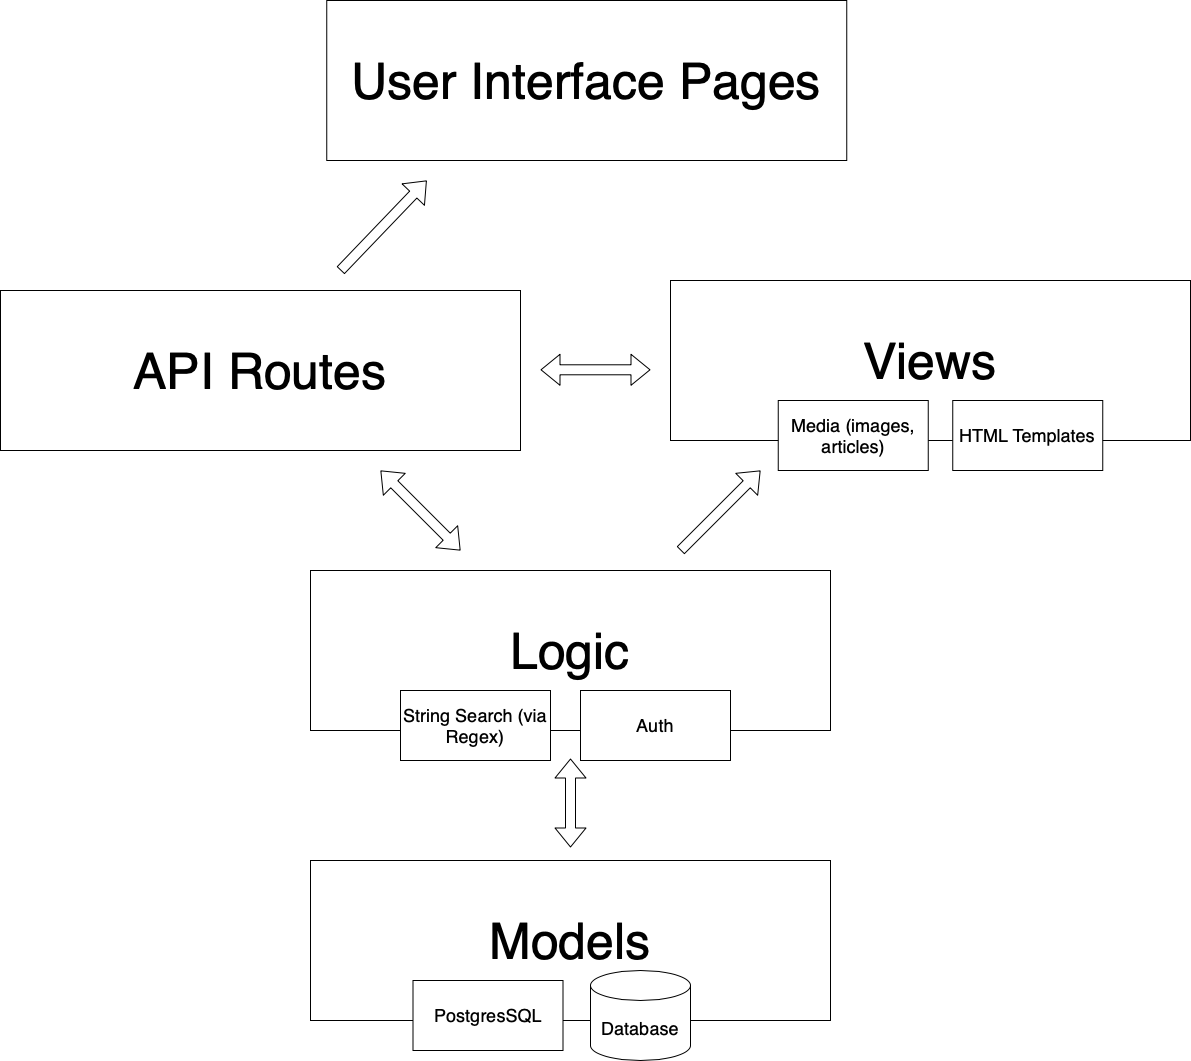 User Interface Pages
API Routes
Views
Media (images,
articles)
HTML Templates
Logic
String Search (via
Regex)
Auth
Models
PostgresSQL
Database